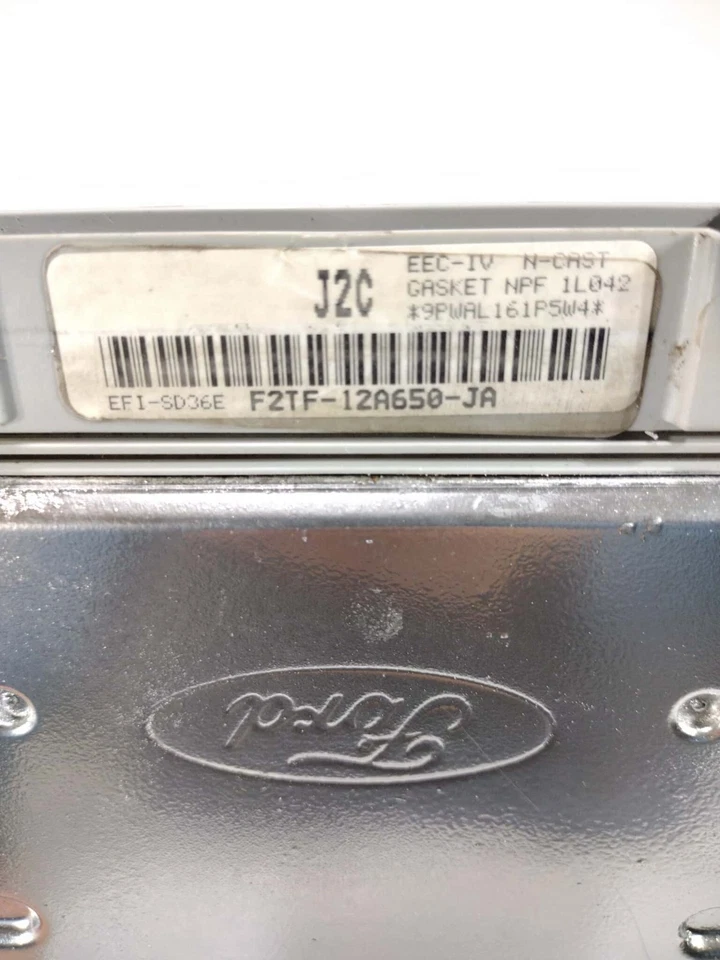 J2C
EEC-IV N-CAST
GASKET NPF 1L042
*9PWAL161P5W4*
EFI-SD36E F2TF-12A650-JA
Ford